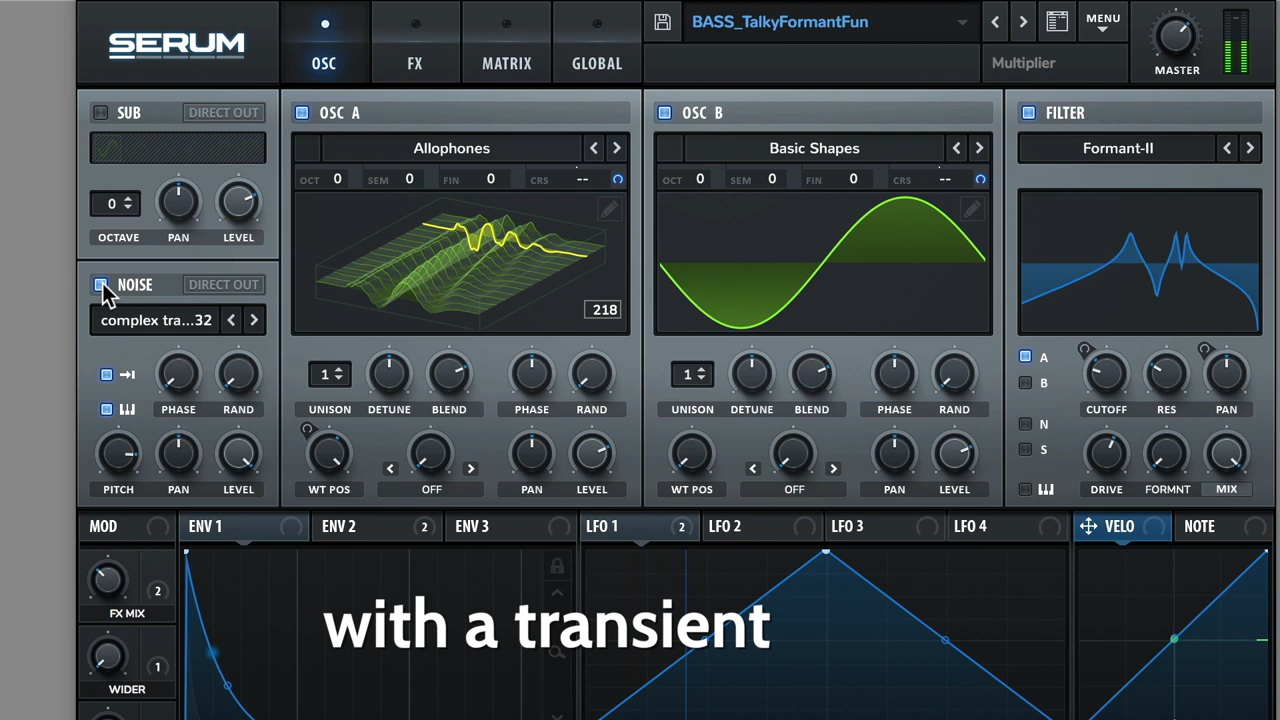 SERUM
OSC
FX
MATRIX
GLOBAL
BASS_TalkyFormantFun
MENU
Multiplier
MASTER
SUB
DIRECT OUT
0
OCTAVE
PAN
LEVEL
NOISE
DIRECT OUT
complex tra...32
PHASE
RAND
PITCH
PAN
LEVEL
OSC A
Allophones
OCT 0 SEM 0 FIN 0 CRS --
218
1
UNISON
DETUNE
BLEND
PHASE
RAND
WT POS
OFF
PAN
LEVEL
OSC B
Basic Shapes
OCT 0 SEM 0 FIN 0 CRS --
1
UNISON
DETUNE
BLEND
PHASE
RAND
WT POS
OFF
PAN
LEVEL
FILTER
Formant-II
A
B
N
S
CUTOFF
RES
PAN
DRIVE
FORMNT
MIX
MOD
ENV 1
ENV 2 2
ENV 3
LFO 1 2
LFO 2
LFO 3
LFO 4
VELO
NOTE
2
FX MIX
1
WIDER
with a transient